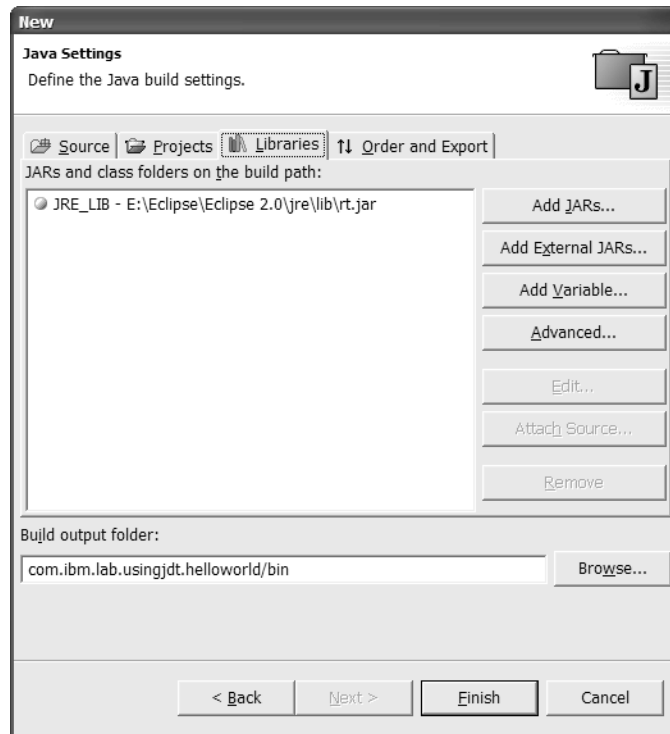 New
Java Settings
Define the Java build settings.
J
Source Projects Libraries Order and Export
JARs and class folders on the build path:
JRE_LIB - E:\Eclipse\Eclipse 2.0\jre\lib\rt.jar
Add JARs...
Add External JARs...
Add Variable...
Advanced...
Edit...
Attach Source...
Remove
Build output folder:
com.ibm.lab.usingjdt.helloworld/bin Browse...
< Back Next > Finish Cancel